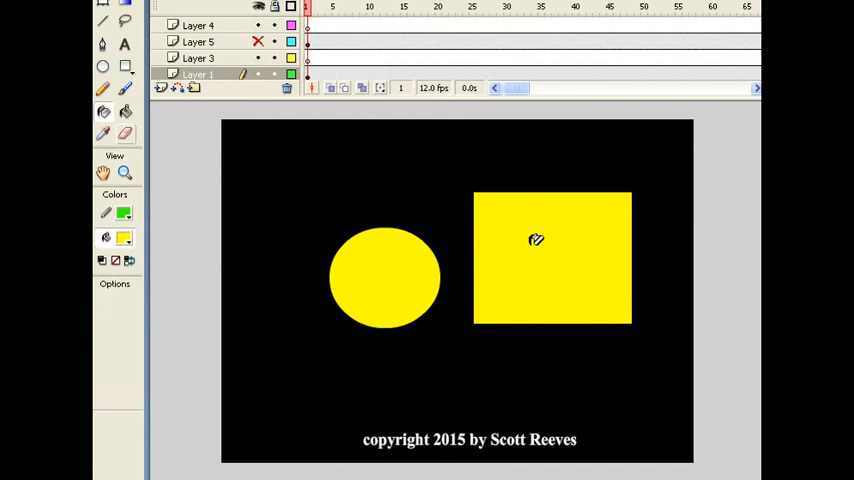 1 5 10 15 20 25 30 35 40 45 50 55 60 65
Layer 4
Layer 5
Layer 3
Layer 1
1 12.0 fps 0.0s
A
View
Colors
Options
copyright 2015 by Scott Reeves